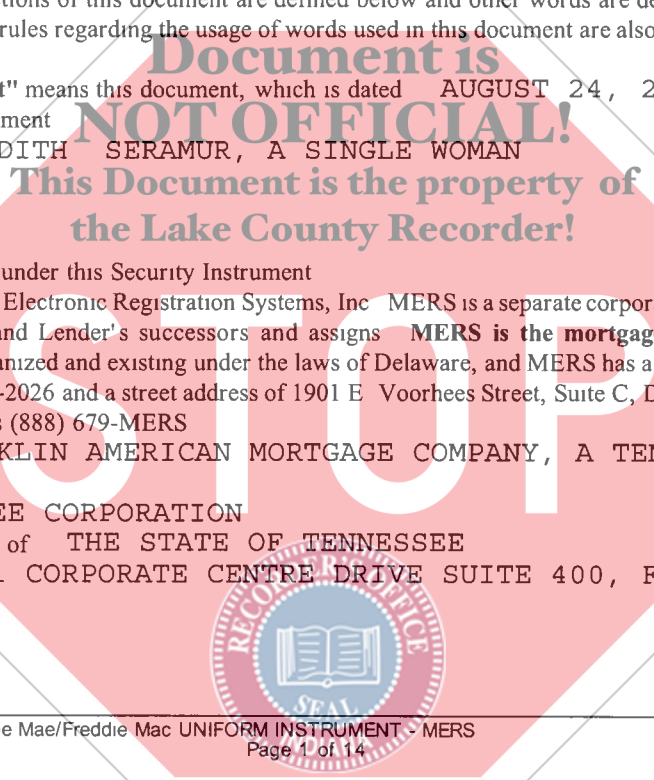 ctions of this document are defined below and other words are de
rules regarding the usage of words used in this document are also
Document is
t" means this document, which is dated AUGUST 24, 2
ment
NOT OFFICIAL!
DITH SERAMUR, A SINGLE WOMAN
This Document is the property of
the Lake County Recorder!
under this Security Instrument
Electronic Registration Systems, Inc MERS is a separate corpor
and Lender's successors and assigns MERS is the mortgag
anized and existing under the laws of Delaware, and MERS has a
-2026 and a street address of 1901 E Voorhees Street, Suite C, D
s (888) 679-MERS
STOP
KLIN AMERICAN MORTGAGE COMPANY, A TEN
EE CORPORATION
of THE STATE OF TENNESSEE
CORPORATE CENTRE DRIVE SUITE 400, F
RECORDER'S OFFICE
SEAL
INDIANA
e Mae/Freddie Mac UNIFORM INSTRUMENT - MERS
Page 1 of 14